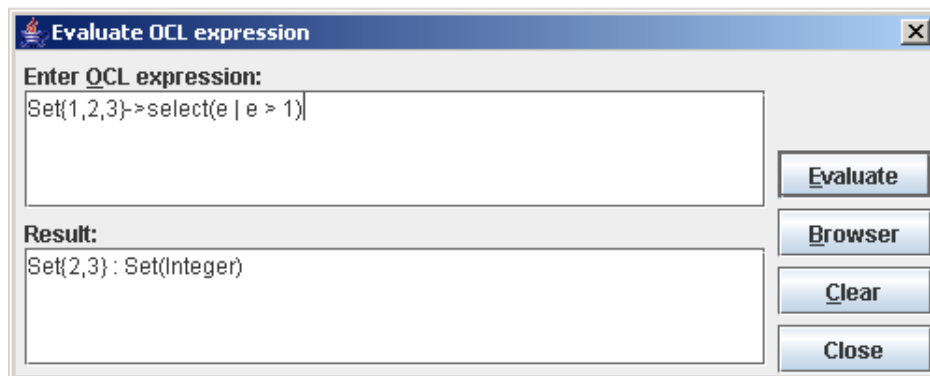 Evaluate OCL expression
Enter OCL expression:
Set{1,2,3}->select(e | e > 1)
Evaluate
Result:
Browser
Set{2,3} : Set(Integer)
Clear
Close